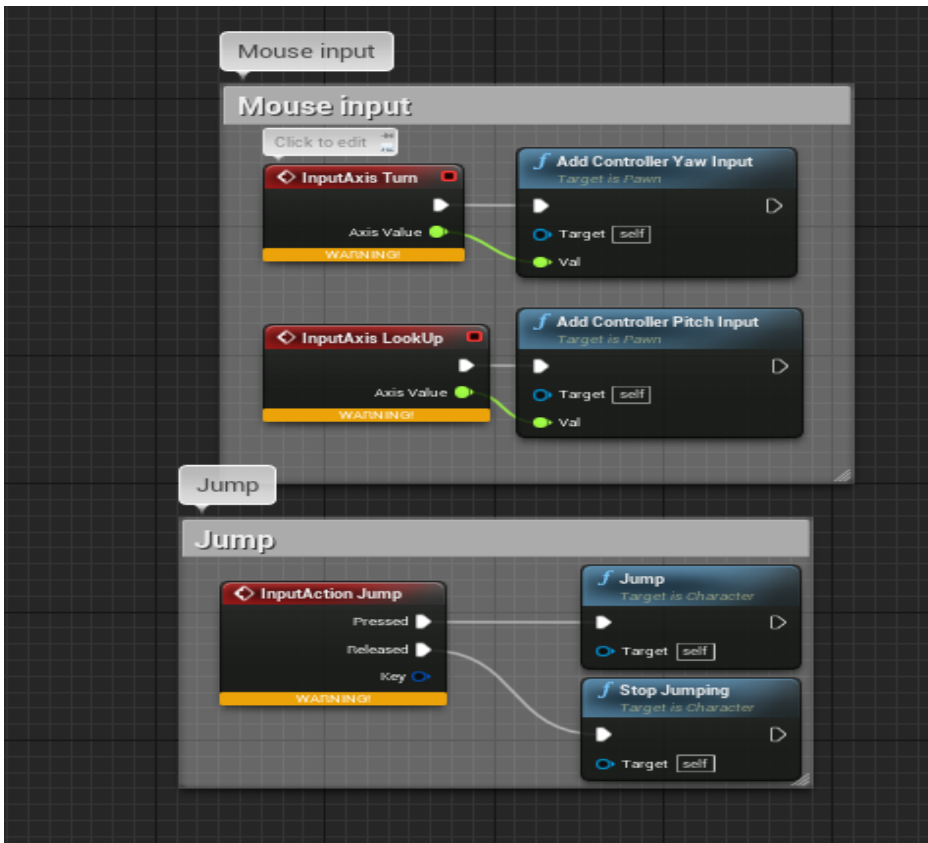 Mouse input
Mouse input
Click to edit
InputAxis Turn
Axis Value
WARNING!
Add Controller Yaw Input
Target is Pawn
Target self
Val
InputAxis LookUp
Axis Value
WARNING!
Add Controller Pitch Input
Target is Pawn
Target self
Val
Jump
Jump
InputAction Jump
Pressed
Released
Key
WARNING!
Jump
Target is Character
Target self
Stop Jumping
Target is Character
Target self